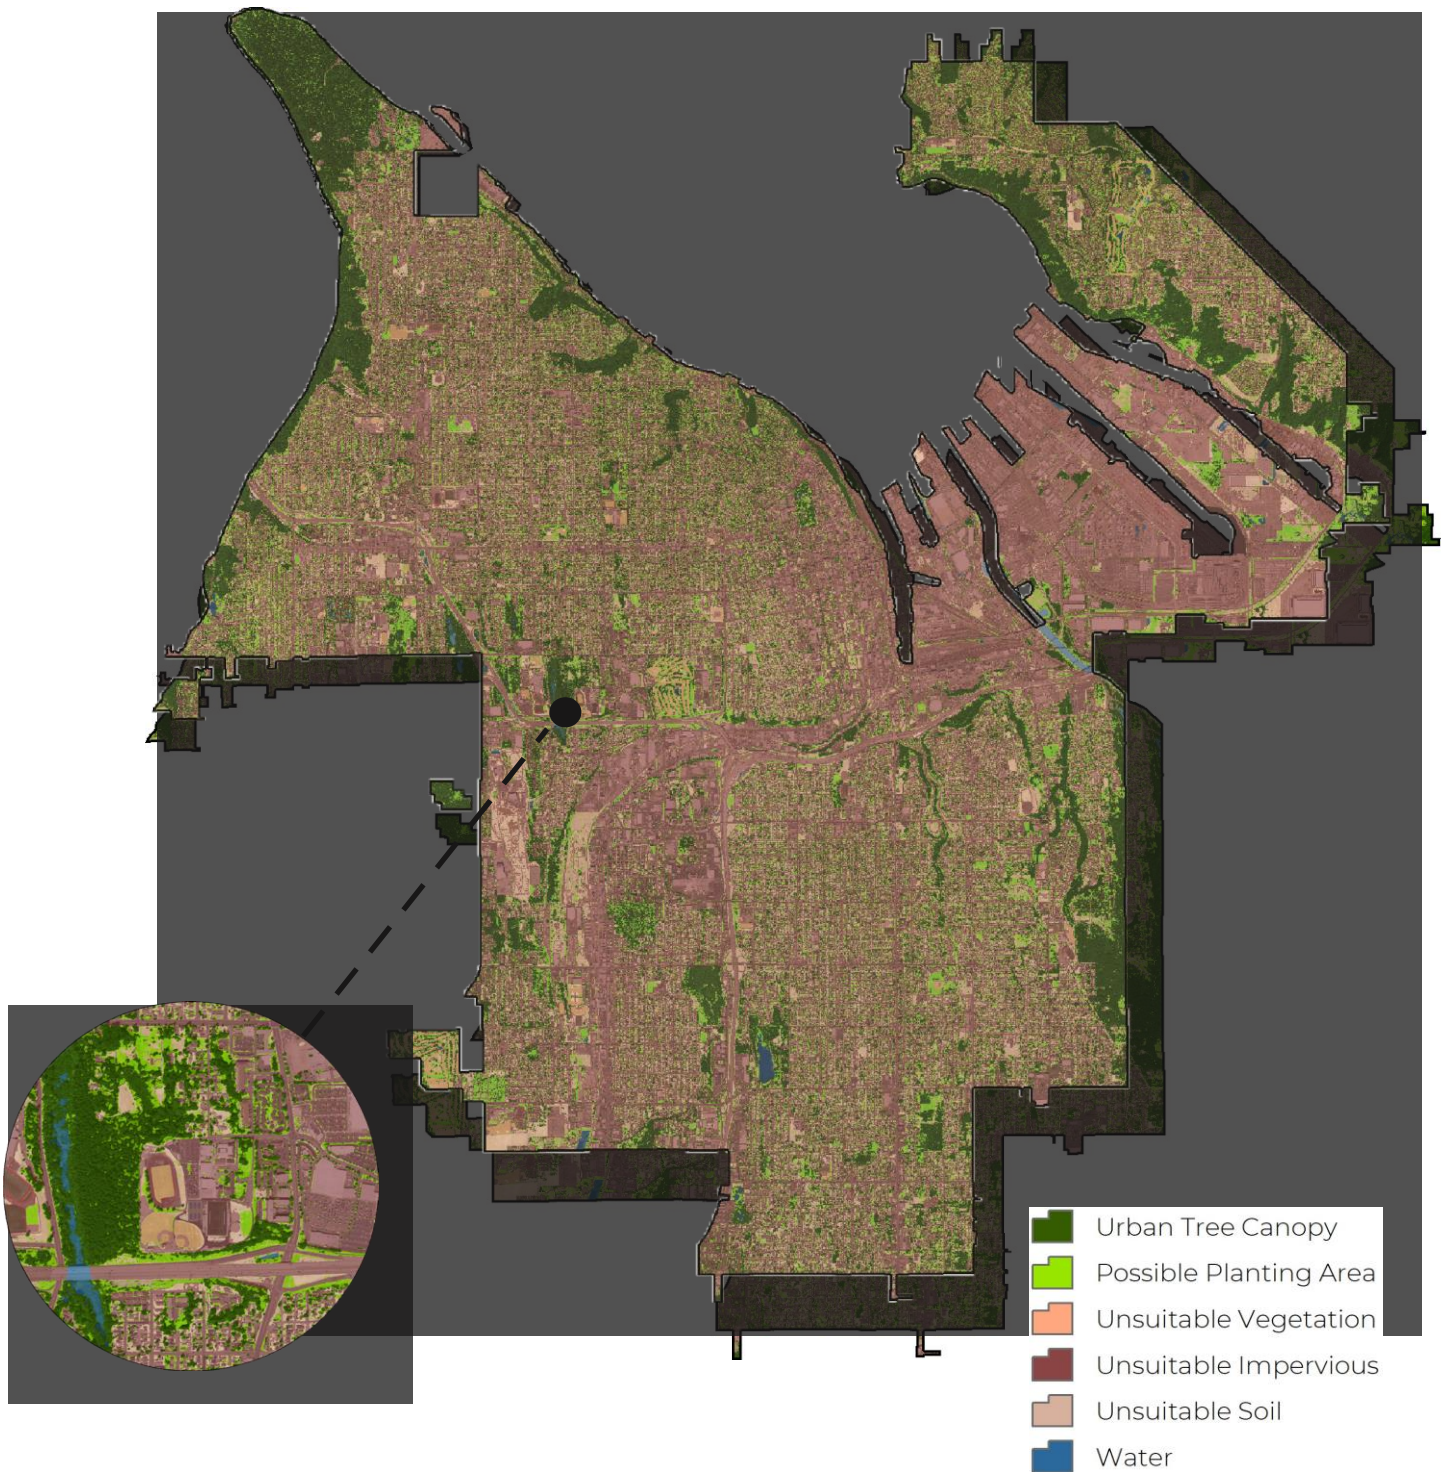 Urban Tree Canopy
Possible Planting Area
Unsuitable Vegetation
Unsuitable Impervious
Unsuitable Soil
Water